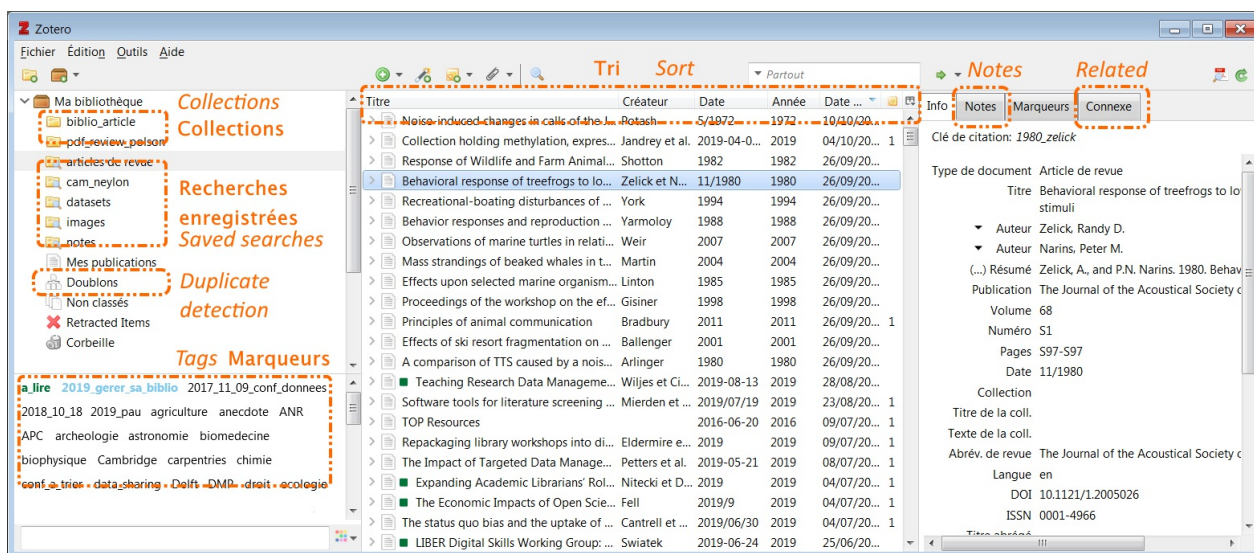 Zotero
Fichier Édition Outils Aide
Tri Sort Partout Notes Related
Ma bibliothèque
biblio_article
pdf_review_polson
articles de revue
cam_neylon
datasets
images
notes
Mes publications
Doublons
Non classés
Retracted Items
Corbeille
Collections
Collections
Recherches
enregistrées
Saved searches
Duplicate
detection
Tags Marqueurs
a_lire 2019_gerer_sa_biblio 2017_11_09_conf_donnees
2018_10_18 2019_pau agriculture anecdote ANR
APC archeologie astronomie biomedecine
biophysique Cambridge carpentries chimie
conf_a_trier data_sharing Delft DMP droit ecologie
Titre Créateur Date Année Date ...
Noise-induced changes in calls of the ... Potash 5/1972 1972 10/10/20...
Collection holding methylation, expres... Jandrey et al. 2019-04-0... 2019 04/10/20... 1
Response of Wildlife and Farm Animal... Shotton 1982 1982 26/09/20...
Behavioral response of treefrogs to lo... Zelick et N... 11/1980 1980 26/09/20...
Recreational-boating disturbances of ... York 1994 1994 26/09/20...
Behavior responses and reproduction ... Yarmoloy 1988 1988 26/09/20...
Observations of marine turtles in relati... Weir 2007 2007 26/09/20...
Mass strandings of beaked whales in t... Martin 2004 2004 26/09/20...
Effects upon selected marine organism... Linton 1985 1985 26/09/20...
Proceedings of the workshop on the ef... Gisiner 1998 1998 26/09/20...
Principles of animal communication Bradbury 2011 2011 26/09/20... 1
Effects of ski resort fragmentation on ... Ballenger 2001 2001 26/09/20...
A comparison of TTS caused by a nois... Arlinger 1980 1980 26/09/20...
Teaching Research Data Manageme... Wiljes et Ci... 2019-08-13 2019 28/08/20...
Software tools for literature screening ... Mierden et ... 2019/07/19 2019 23/08/20... 1
TOP Resources 2016-06-20 2016 09/07/20... 1
Repackaging library workshops into di... Eldermire e... 2019 2019 09/07/20... 1
The Impact of Targeted Data Manage... Petters et al. 2019-05-21 2019 08/07/20... 1
Expanding Academic Librarians' Rol... Nitecki et D... 2019 2019 04/07/20... 1
The Economic Impacts of Open Scie... Fell 2019/9 2019 04/07/20... 1
The status quo bias and the uptake of ... Cantrell et ... 2019/06/30 2019 04/07/20... 1
LIBER Digital Skills Working Group: ... Swiatek 2019-06-24 2019 25/06/20...
Info Notes Marqueurs Connexe
Clé de citation: 1980_zelick
Type de document Article de revue
Titre Behavioral response of treefrogs to lo
stimuli
Auteur Zelick, Randy D.
Auteur Narins, Peter M.
(...) Résumé Zelick, A., and P.N. Narins. 1980. Behav
Publication The Journal of the Acoustical Society o
Volume 68
Numéro S1
Pages S97-S97
Date 11/1980
Collection
Titre de la coll.
Texte de la coll.
Abrév. de revue The Journal of the Acoustical Society o
Langue en
DOI 10.1121/1.2005026
ISSN 0001-4966
Titre abrégé